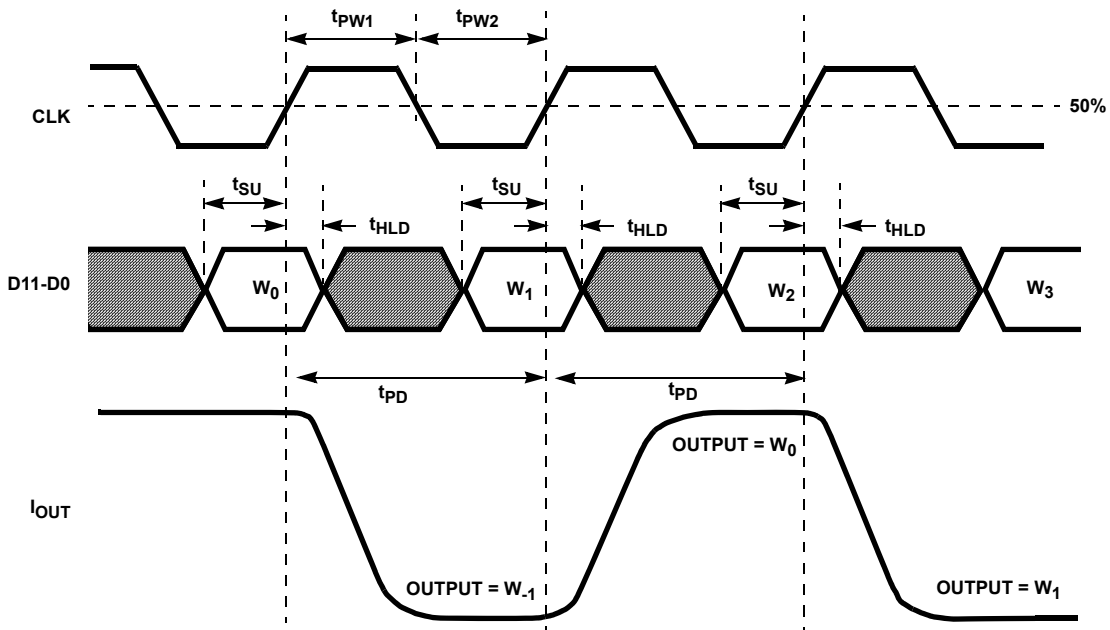 tPW1 tPW2
CLK
50%
tSU tSU tSU
tHLD tHLD tHLD
D11-D0
W0 W1 W2 W3
tPD tPD
OUTPUT = W0
IOUT
OUTPUT = W-1
OUTPUT = W1